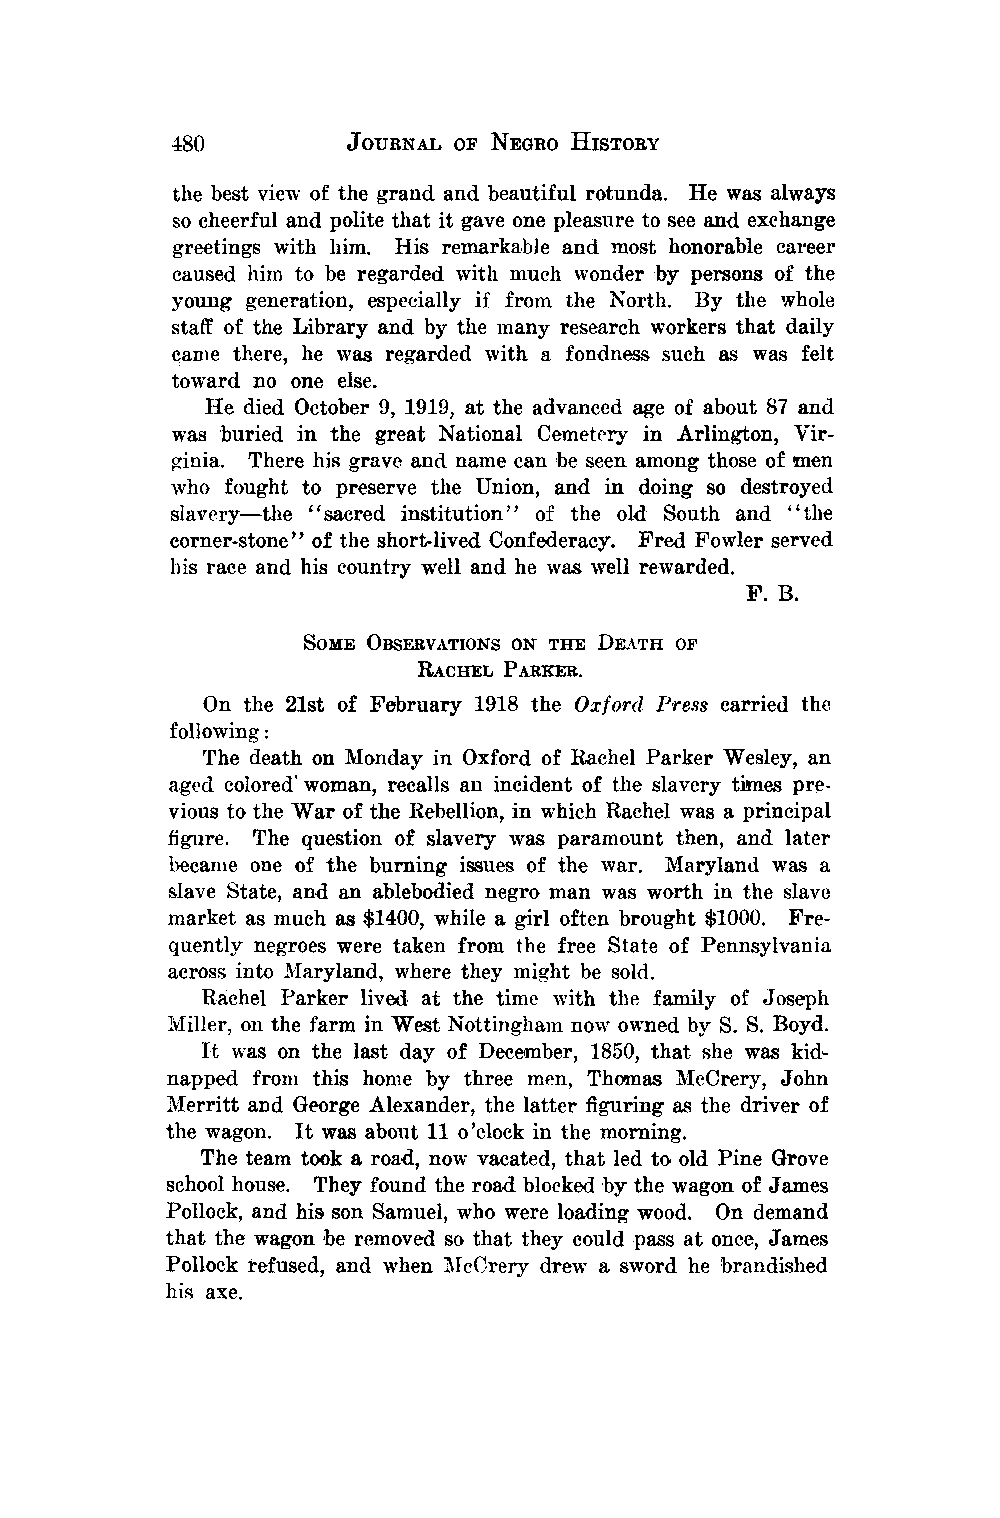 480 JOURNAL OF NEGRO HISTORY
the best view of the grand and beautiful rotunda. He was always
so cheerful and polite that it gave one pleasure to see and exchange
greetings with him. His remarkable and most honorable career
caused him to be regarded with much wonder by persons of the
young generation, especially if from the North. By the whole
staff of the Library and by the many research workers that daily
came there, he was regarded with a fondness such as was felt
toward no one else.
He died October 9, 1919, at the advanced age of about 87 and
was buried in the great National Cemetery in Arlington, Vir-
ginia. There his grave and name can be seen among those of men
who fought to preserve the Union, and in doing so destroyed
slavery—the ‘‘sacred institution’’ of the old South and ‘‘the
corner-stone’’ of the short-lived Confederacy. Fred Fowler served
his race and his country well and he was well rewarded.
F. B.
SOME OBSERVATIONS ON THE DEATH OF
RACHEL PARKER.
On the 21st of February 1918 the Oxford Press carried the
following:
The death on Monday in Oxford of Rachel Parker Wesley, an
aged colored woman, recalls an incident of the slavery times pre-
vious to the War of the Rebellion, in which Rachel was a principal
figure. The question of slavery was paramount then, and later
became one of the burning issues of the war. Maryland was a
slave State, and an ablebodied negro man was worth in the slave
market as much as $1400, while a girl often brought $1000. Fre-
quently negroes were taken from the free State of Pennsylvania
across into Maryland, where they might be sold.
Rachel Parker lived at the time with the family of Joseph
Miller, on the farm in West Nottingham now owned by S. S. Boyd.
It was on the last day of December, 1850, that she was kid-
napped from this home by three men, Thomas McCrery, John
Merritt and George Alexander, the latter figuring as the driver of
the wagon. It was about 11 o’clock in the morning.
The team took a road, now vacated, that led to old Pine Grove
school house. They found the road blocked by the wagon of James
Pollock, and his son Samuel, who were loading wood. On demand
that the wagon be removed so that they could pass at once, James
Pollock refused, and when McCrery drew a sword he brandished
his axe.